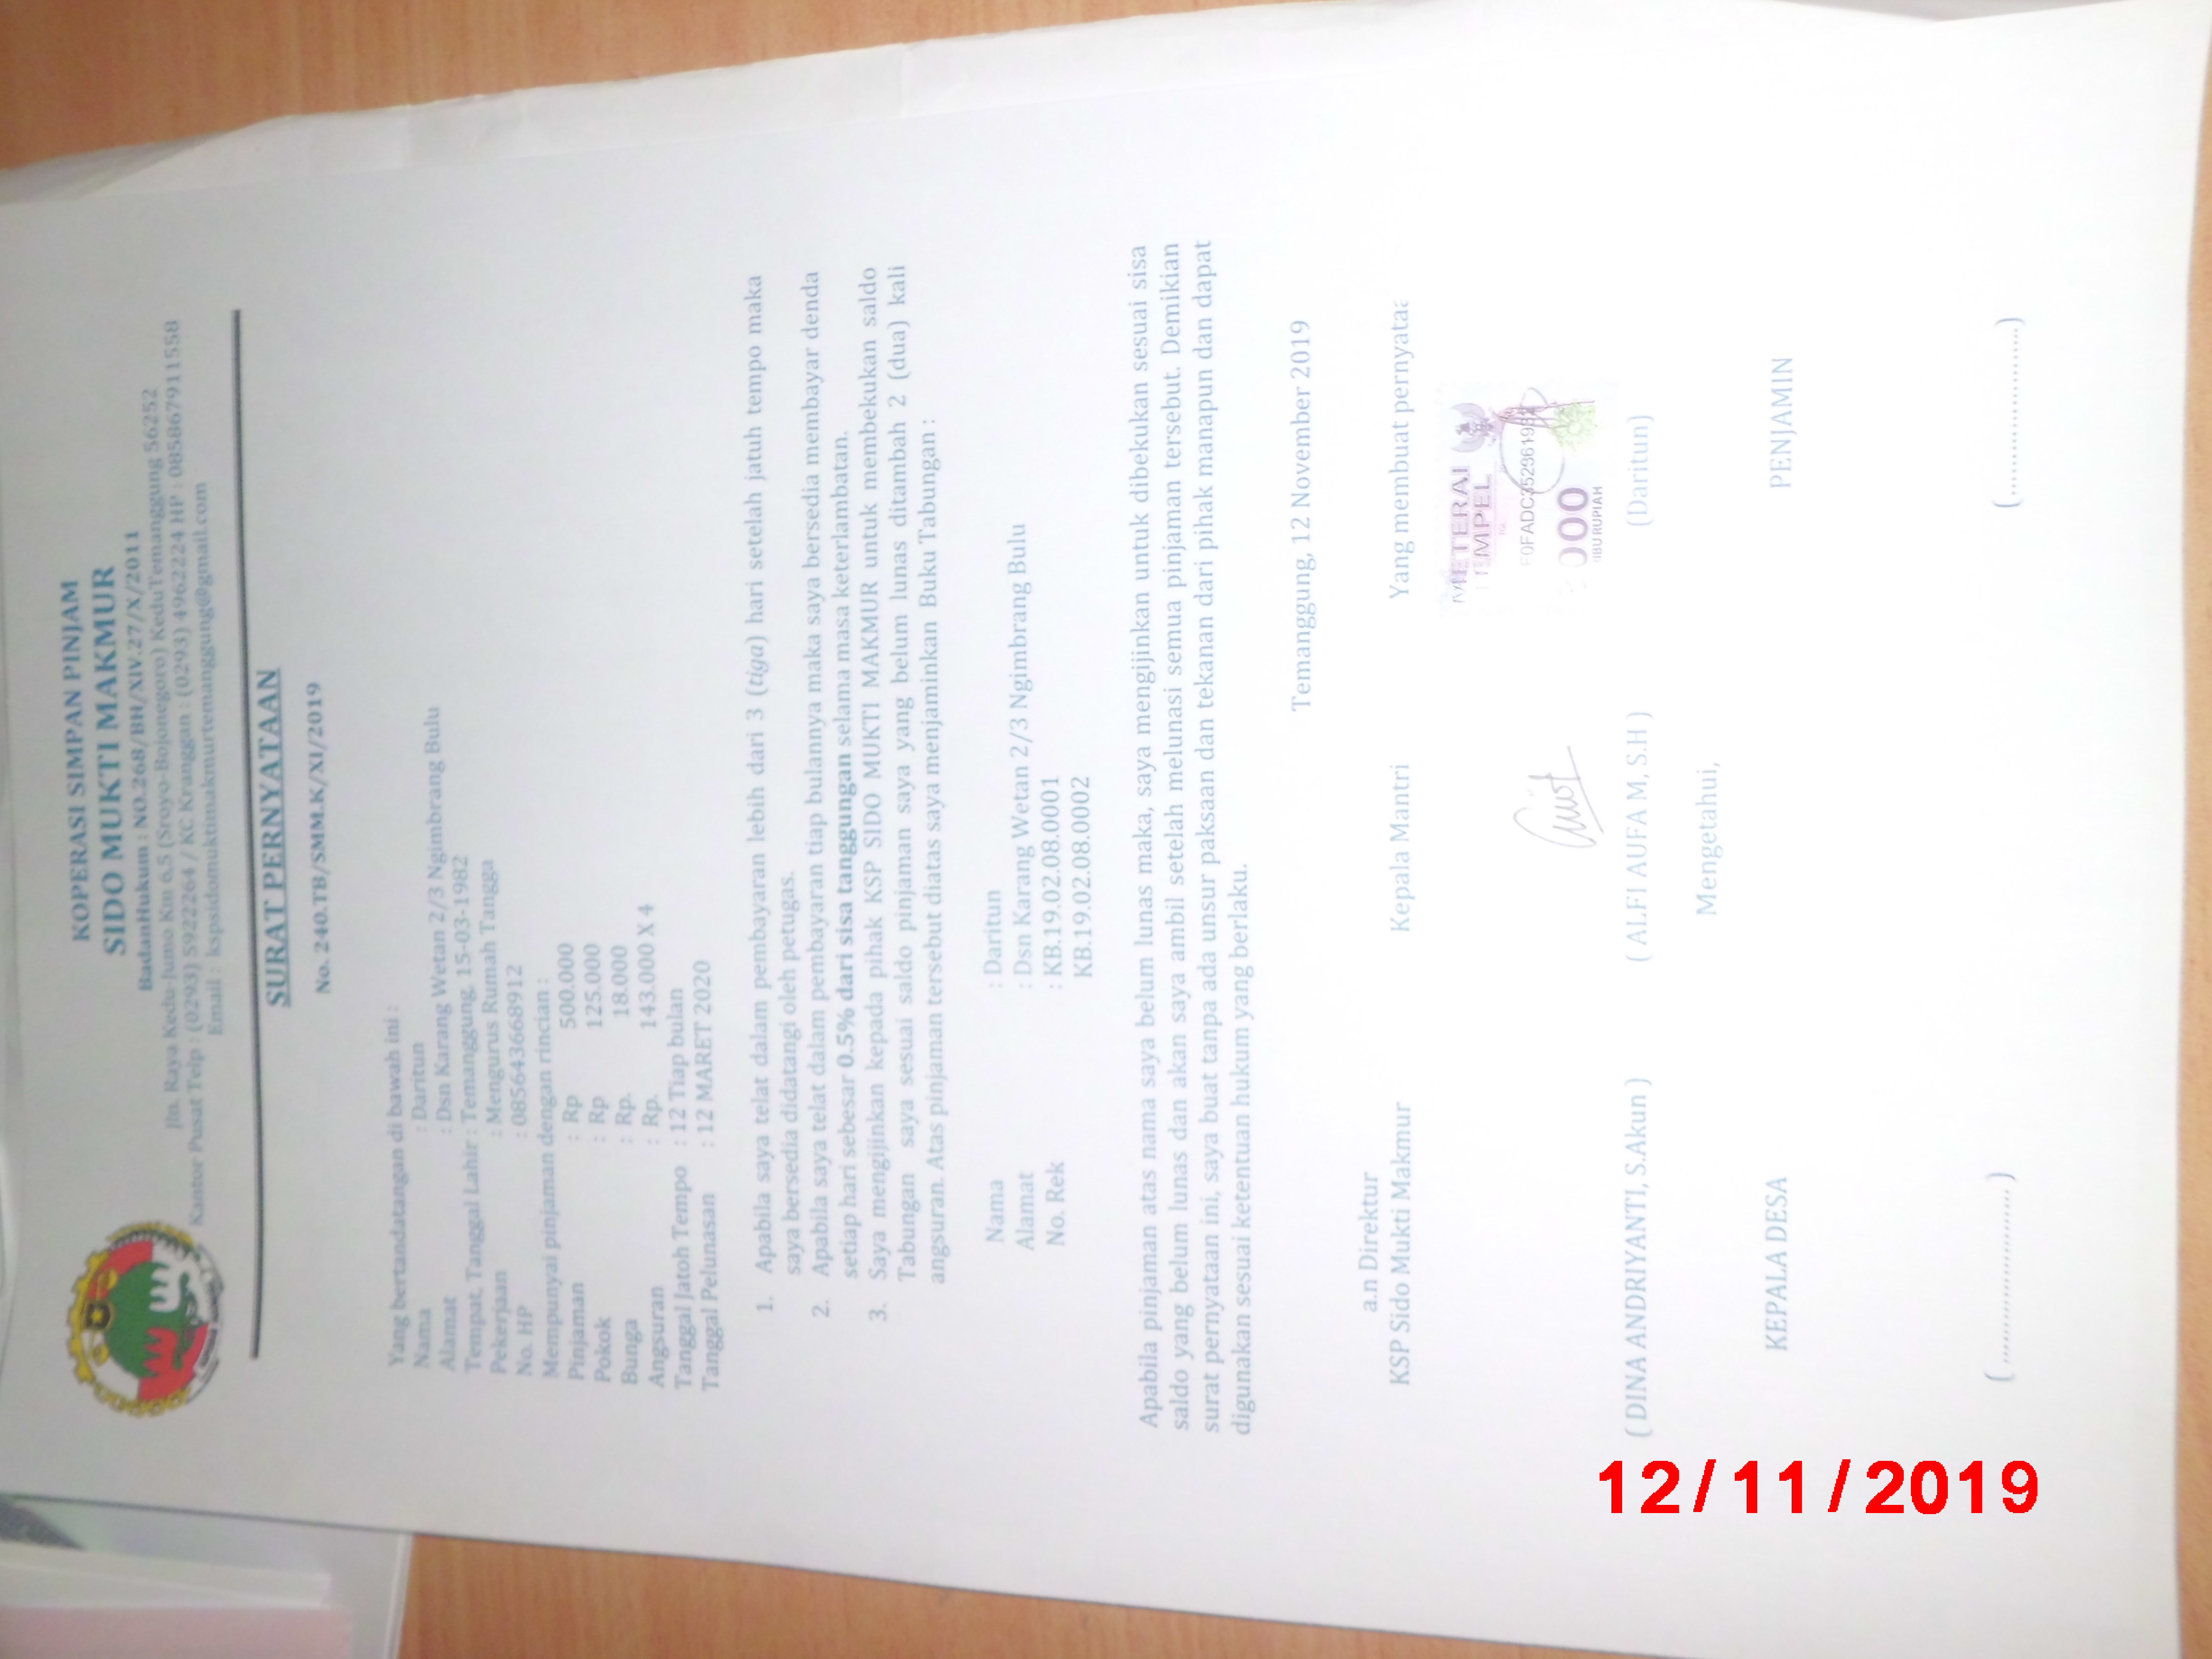 KOPERASI SIMPAN PINJAM
SIDO MUKTI MAKMUR
BadanHukum : NO.268/BH/XIV.27/X/2011
Jln. Raya Kedu-Jumo Km 6,5 (Sroyo-Bojonegoro) KeduTemanggung 56252
Kantor Pusat Telp : (0293) 5922264 / KC Kranggan : (0293) 4962224 HP : 085867911558
Email : kspsidomuktimakmurtemanggung@gmail.com
SURAT PERNYATAAN
No. 240.TB/SMM.K/XI/2019
Yang bertandatangan di bawah ini :
Nama : Daritun
Alamat : Dsn Karang Wetan 2/3 Ngimbrang Bulu
Tempat, Tanggal Lahir : Temanggung, 15-03-1982
Pekerjaan : Mengurus Rumah Tangga
No. HP : 085643668912
Mempunyai pinjaman dengan rincian :
Pinjaman : Rp 500.000
Pokok : Rp 125.000
Bunga : Rp. 18.000
Angsuran : Rp. 143.000 X 4
Tanggal Jatoh Tempo : 12 Tiap bulan
Tanggal Pelunasan : 12 MARET 2020
1. Apabila saya telat dalam pembayaran lebih dari 3 (tiga) hari setelah jatuh tempo maka
saya bersedia didatangi oleh petugas.
2. Apabila saya telat dalam pembayaran tiap bulannya maka saya bersedia membayar denda
setiap hari sebesar 0.5% dari sisa tanggungan selama masa keterlambatan.
3. Saya mengijinkan kepada pihak KSP SIDO MUKTI MAKMUR untuk membekukan saldo
Tabungan saya sesuai saldo pinjaman saya yang belum lunas ditambah 2 (dua) kali
angsuran. Atas pinjaman tersebut diatas saya menjaminkan Buku Tabungan :
Nama : Daritun
Alamat : Dsn Karang Wetan 2/3 Ngimbrang Bulu
No. Rek : KB.19.02.08.0001
KB.19.02.08.0002
Apabila pinjaman atas nama saya belum lunas maka, saya mengijinkan untuk dibekukan sesuai sisa
saldo yang belum lunas dan akan saya ambil setelah melunasi semua pinjaman tersebut. Demikian
surat pernyataan ini, saya buat tanpa ada unsur paksaan dan tekanan dari pihak manapun dan dapat
digunakan sesuai ketentuan hukum yang berlaku.
Temanggung, 12 November 2019
a.n Direktur
KSP Sido Mukti Makmur Kepala Mantri Yang membuat pernyataa
METERAI
TEMPEL
000
IBURUPIAH
( DINA ANDRIYANTI, S.Akun ) ( ALFI AUFA M, S.H ) (Daritun)
Mengetahui,
KEPALA DESA PENJAMIN
( ........................ ) (........................)
12/11/2019